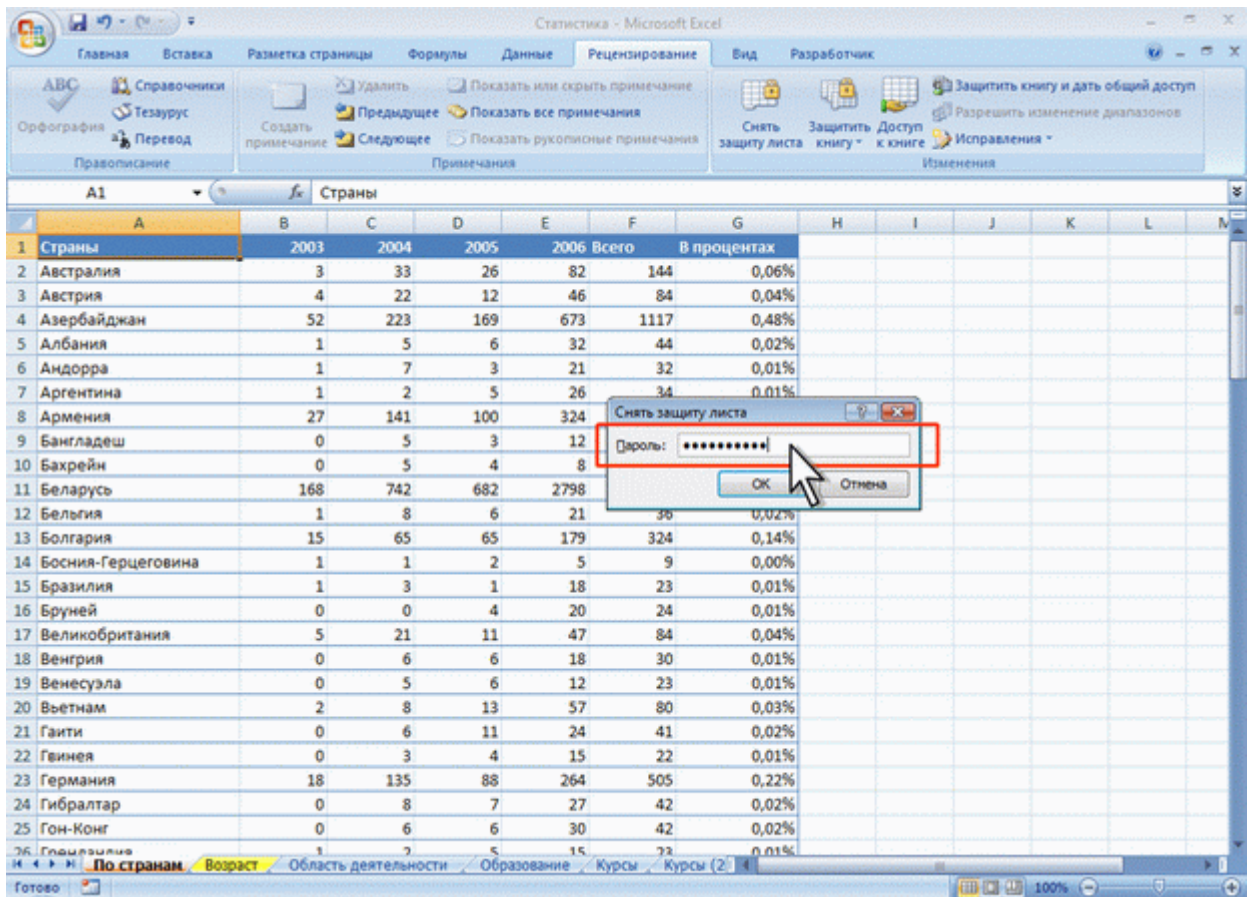 Статистика - Microsoft Excel
Главная Вставка Разметка страницы Формулы Данные Рецензирование Вид Разработчик
ABC Орфография
Справочники
Тезаурус
Перевод
Правописание
Создать примечание
Удалить
Предыдущее
Следующее
Показать или скрыть примечание
Показать все примечания
Показать рукописные примечания
Примечания
Снять защиту листа
Защитить книгу
Доступ к книге
Защитить книгу и дать общий доступ
Разрешить изменение диапазонов
Исправления
Изменения
A1 fx Страны
A B C D E F G H I J K L M
1 Страны 2003 2004 2005 2006 Всего В процентах
2 Австралия 3 33 26 82 144 0,06%
3 Австрия 4 22 12 46 84 0,04%
4 Азербайджан 52 223 169 673 1117 0,48%
5 Албания 1 5 6 32 44 0,02%
6 Андорра 1 7 3 21 32 0,01%
7 Аргентина 1 2 5 26 34 0,01%
8 Армения 27 141 100 324
9 Бангладеш 0 5 3 12
10 Бахрейн 0 5 4 8
11 Беларусь 168 742 682 2798
12 Бельгия 1 8 6 21 36 0,02%
13 Болгария 15 65 65 179 324 0,14%
14 Босния-Герцеговина 1 1 2 5 9 0,00%
15 Бразилия 1 3 1 18 23 0,01%
16 Бруней 0 0 4 20 24 0,01%
17 Великобритания 5 21 11 47 84 0,04%
18 Венгрия 0 6 6 18 30 0,01%
19 Венесуэла 0 5 6 12 23 0,01%
20 Вьетнам 2 8 13 57 80 0,03%
21 Гаити 0 6 11 24 41 0,02%
22 Гвинея 0 3 4 15 22 0,01%
23 Германия 18 135 88 264 505 0,22%
24 Гибралтар 0 8 7 27 42 0,02%
25 Гон-Конг 0 6 6 30 42 0,02%
26 Гренландия 1 2 5 15 23 0,01%
Снять защиту листа
Пароль: ••••••••••
ОК Отмена
По странам Возраст Область деятельности Образование Курсы Курсы (2
Готово 100%